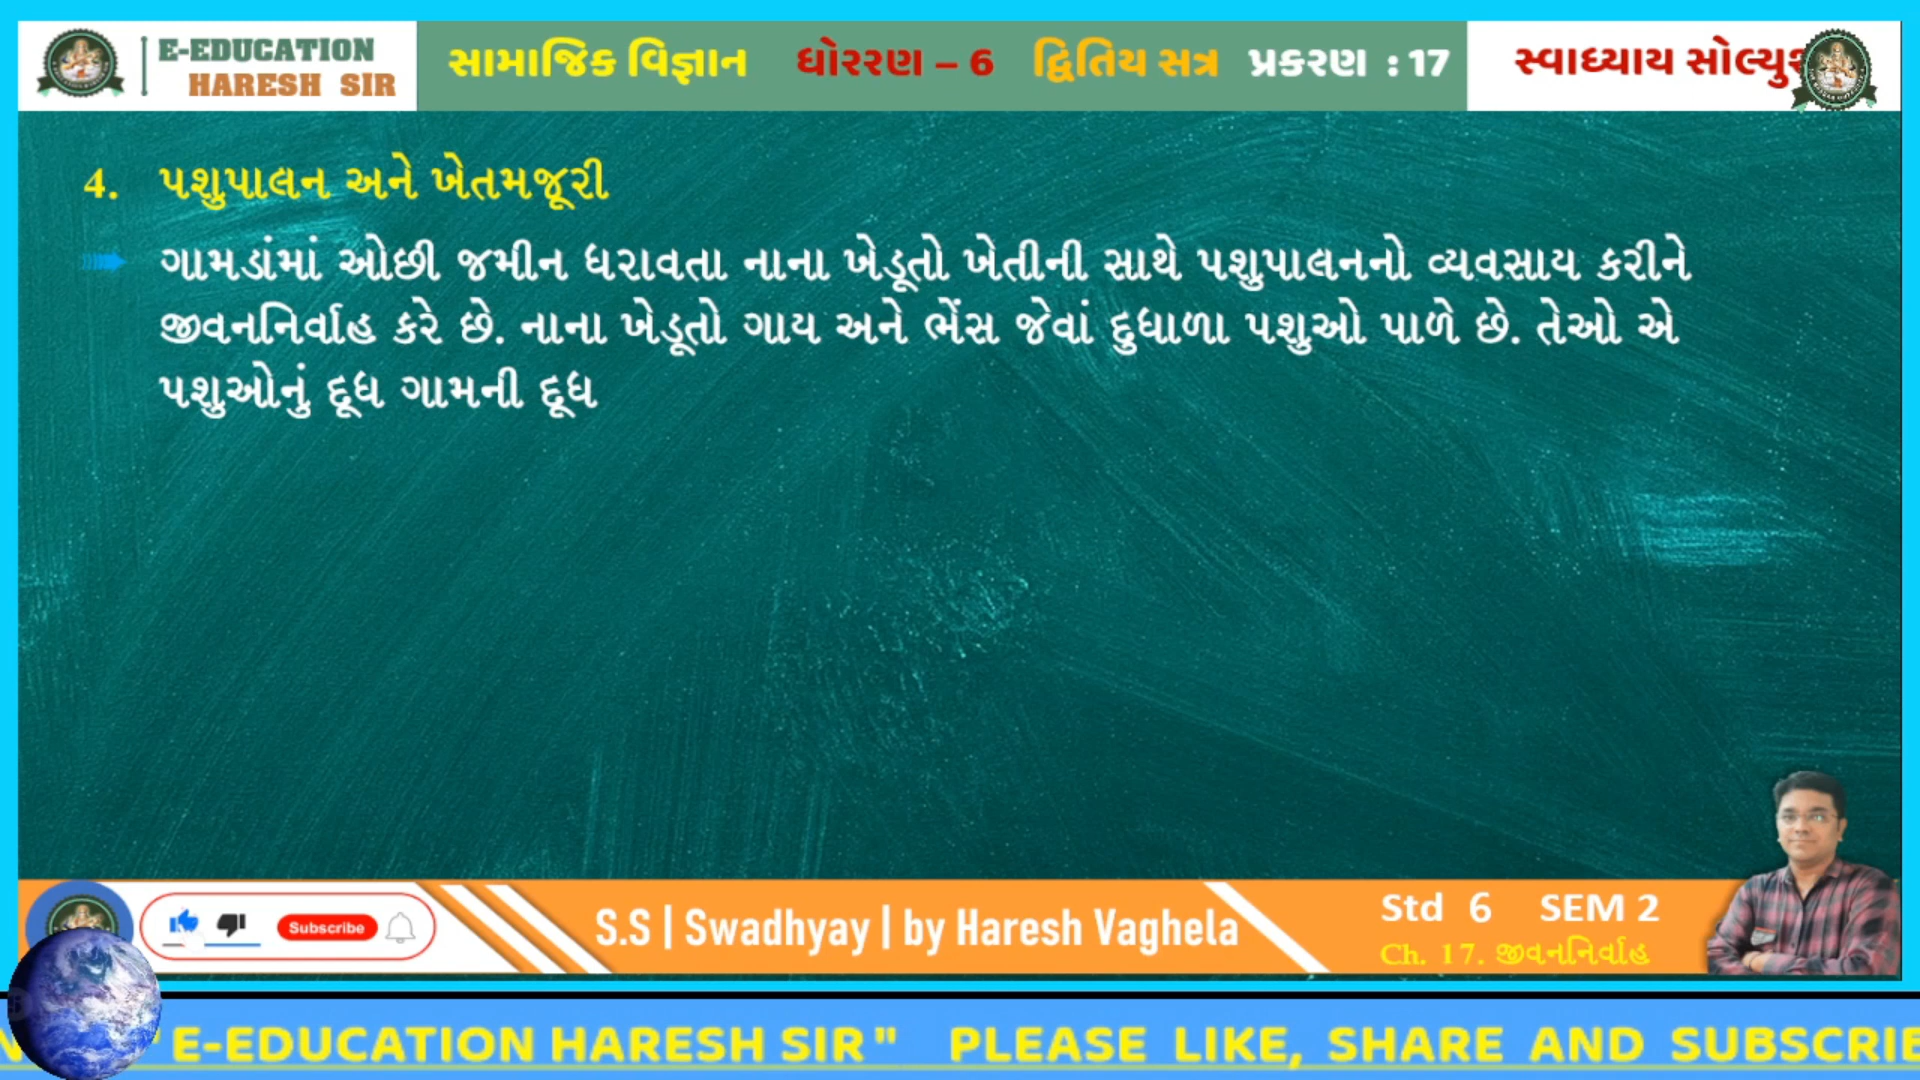 E-EDUCATION
HARESH SIR
સામાજિક વિજ્ઞાન ધોરરણ – 6 દ્વિતિય સત્ર પ્રકરણ : 17
સ્વાધ્યાય
4. પશુપાલન અને ખેતમજૂરી
ગામડાંમાં ઓછી જમીન ધરાવતા નાના ખેડૂતો ખેતીની સાથે પશુપાલનનો વ્યવસાય કરીને
જીવનનિર્વાહ કરે છે. નાના ખેડૂતો ગાય અને ભેંસ જેવાં દુધાળા પશુઓ પાળે છે. તેઓ એ
પશુઓનું દૂધ ગામની દૂધ
Subscribe
S.S | Swadhyay | by Haresh Vaghela
Std 6 SEM 2
Ch. 17. જીવનનિર્વાહ
"E-EDUCATION HARESH SIR" PLEASE LIKE, SHARE AND